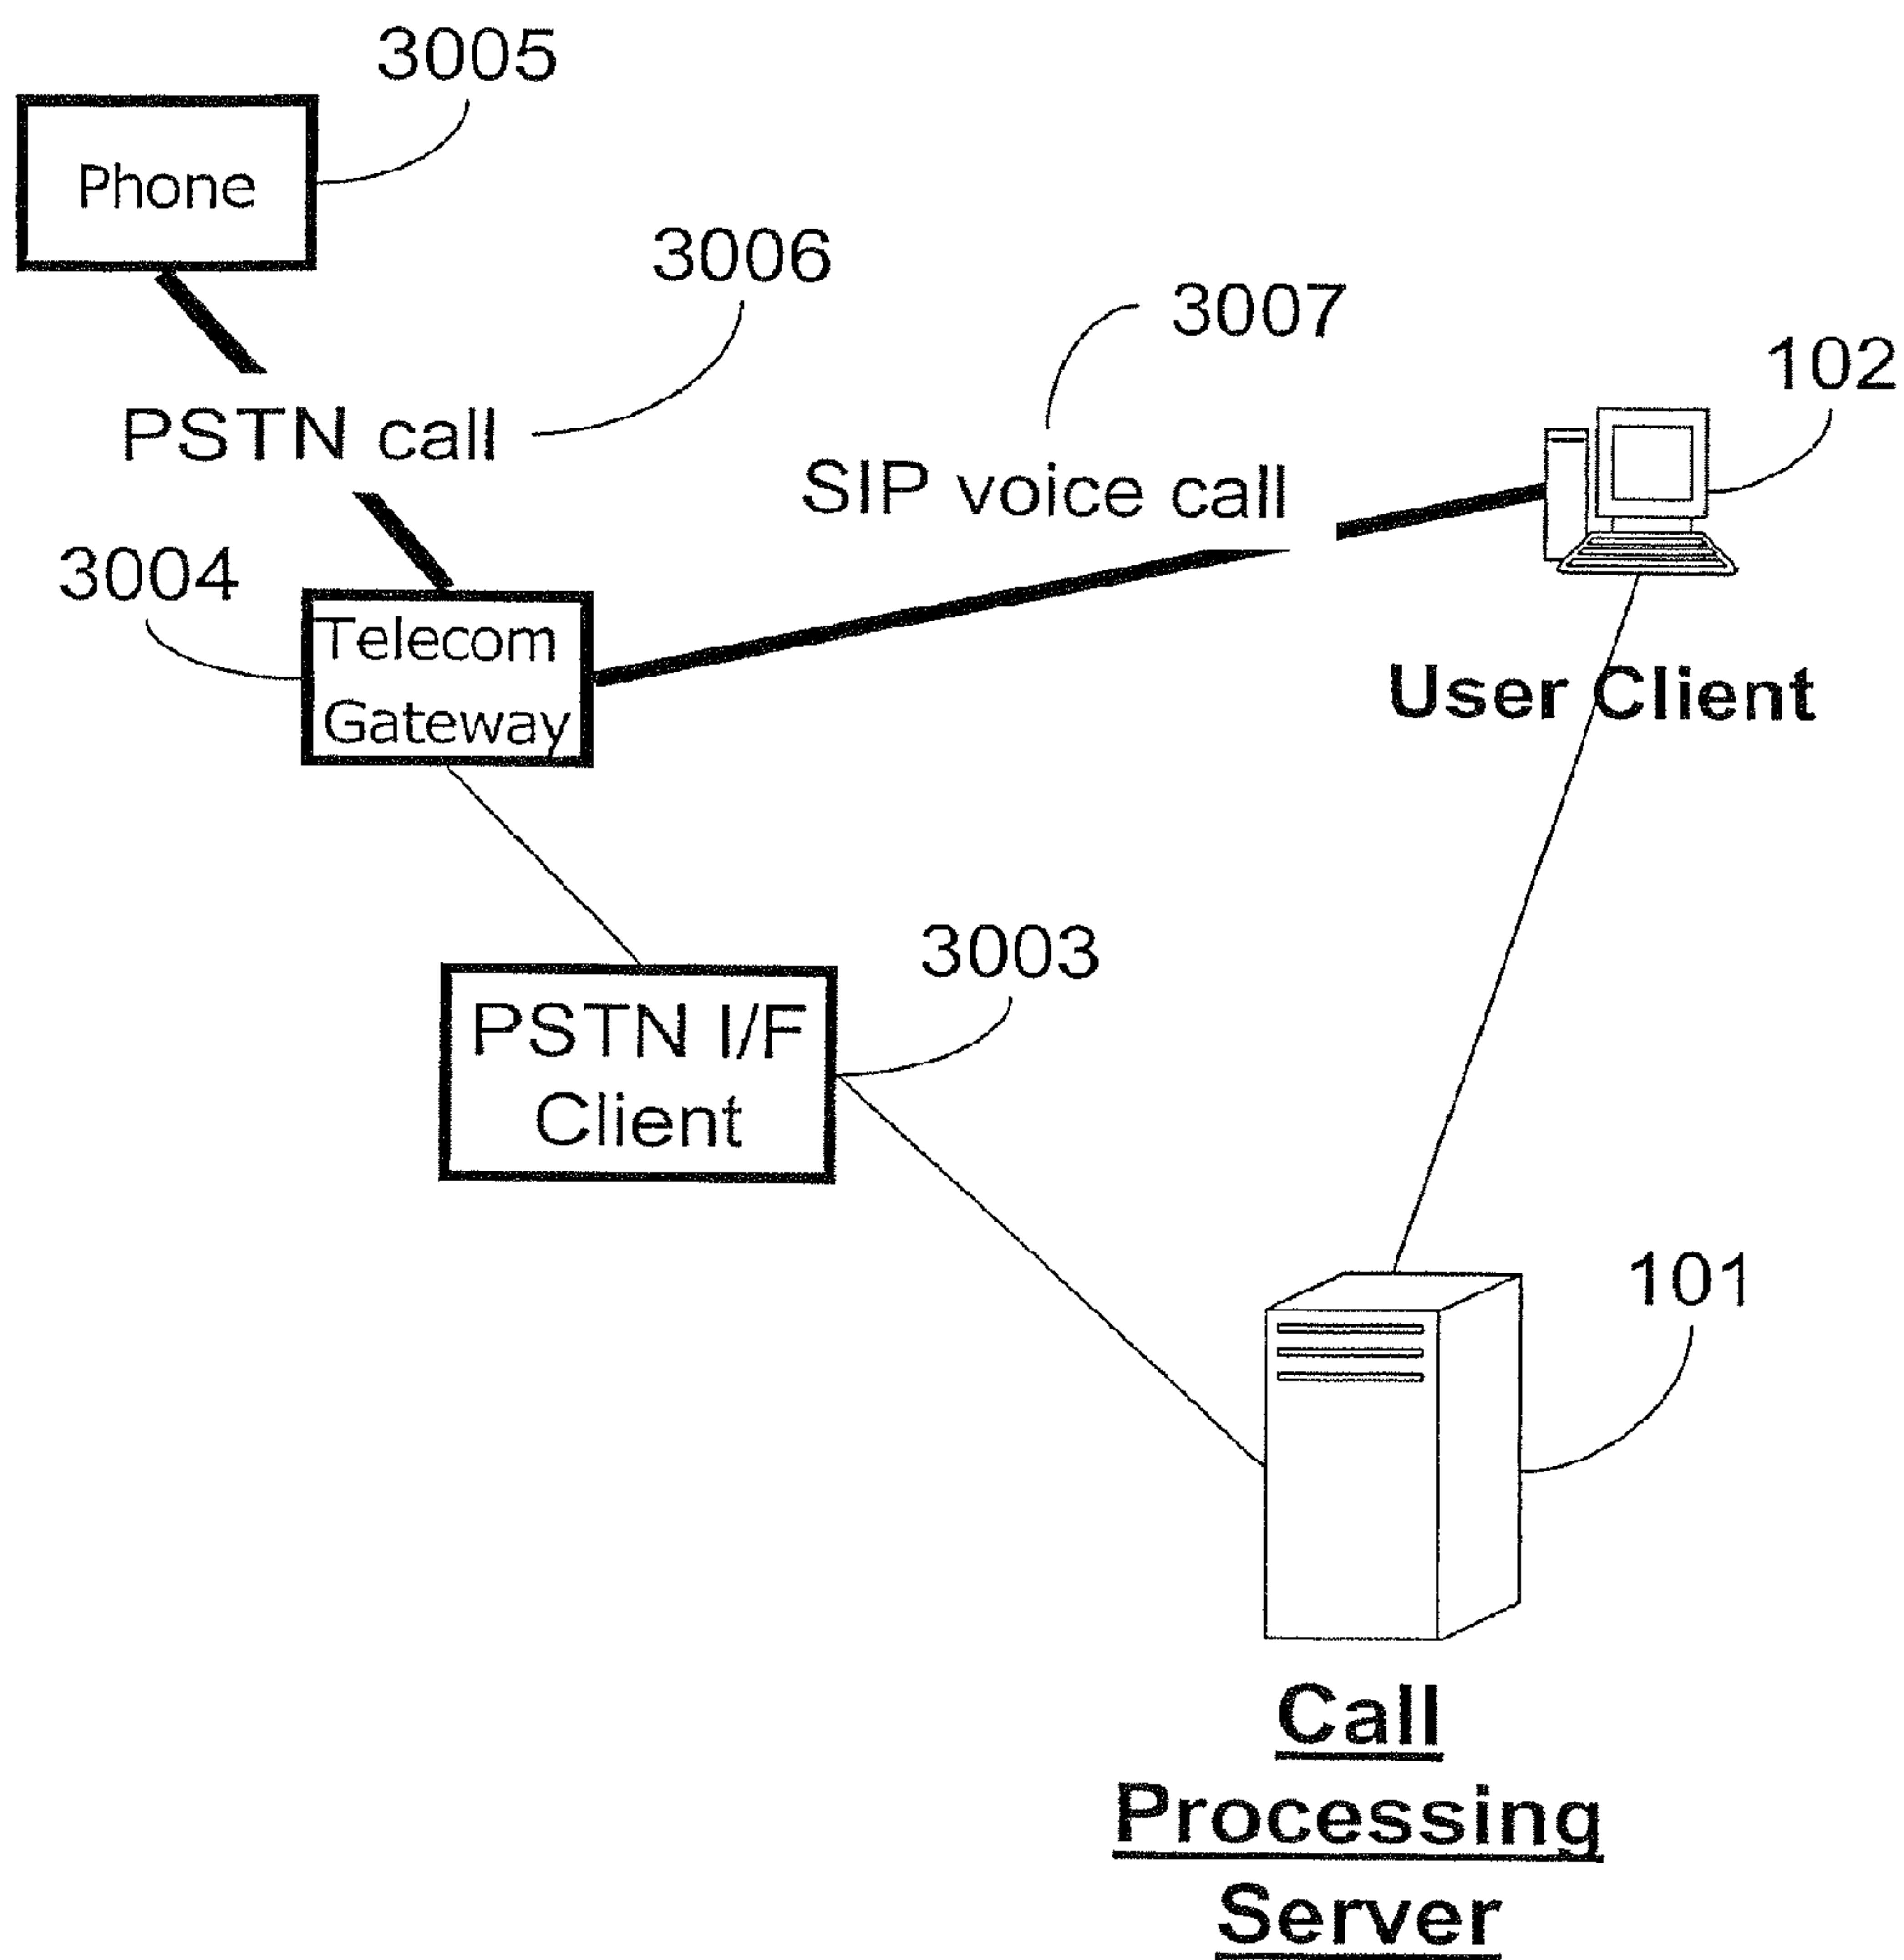 3005
Phone
3006
3007
102
PSTN call
SIP voice call
3004
Telecom
Gateway
User Client
3003
PSTN I/F
Client
101
Call
Processing
Server